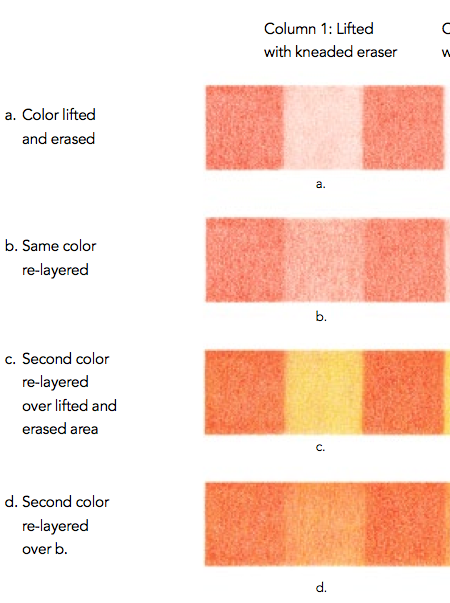 Column 1: Lifted
with kneaded eraser
C
w
a. Color lifted
and erased
a.
b. Same color
re-layered
b.
c. Second color
re-layered
over lifted and
erased area
c.
d. Second color
re-layered
over b.
d.